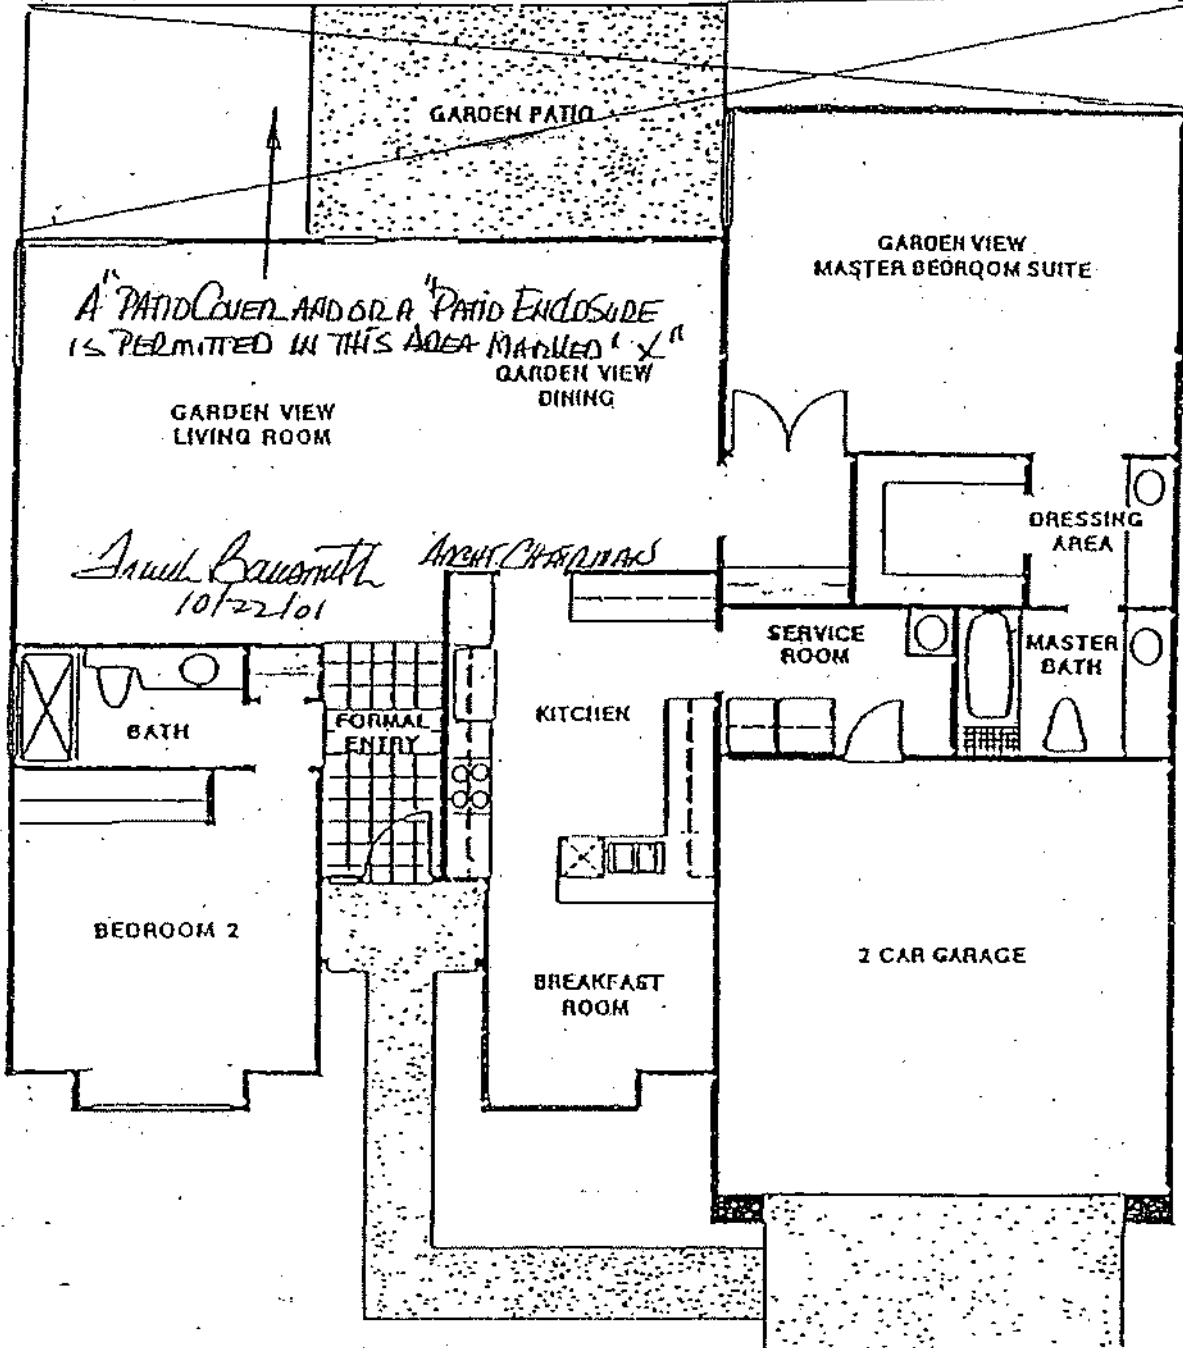 GARDEN PATIO
GARDEN VIEW
MASTER BEDROOM SUITE
A "PATIO COVER AND OR A "PATIO ENCLOSURE
IS PERMITTED IN THIS AREA MARKED "X"
GARDEN VIEW
DINING
GARDEN VIEW
LIVING ROOM
DRESSING
AREA
ARCHT. CHAIRMAN
10/22/01
SERVICE
ROOM
MASTER
BATH
BATH
FORMAL
ENTRY
KITCHEN
BEDROOM 2
BREAKFAST
ROOM
2 CAR GARAGE